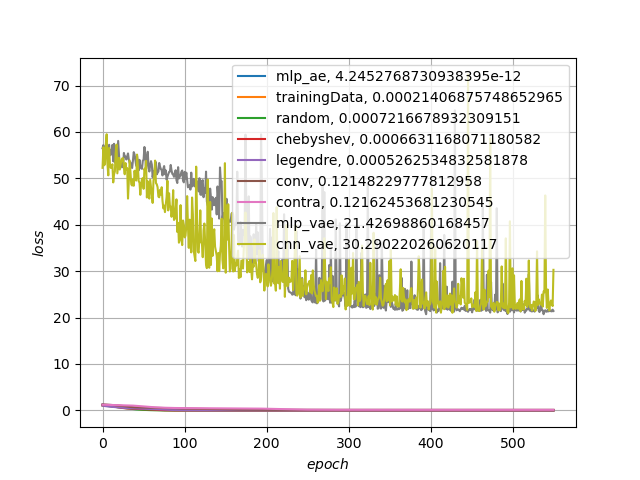 mlp_ae, 4.2452768730938395e-12
trainingData, 0.00021406875748652965
random, 0.0007216678932309151
chebyshev, 0.0006631168071180582
legendre, 0.0005262534832581878
conv, 0.12148229777812958
contra, 0.12162453681230545
mlp_vae, 21.42698860168457
cnn_vae, 30.290220260620117
70
60
50
40
30
20
10
0
loss
0 100 200 300 400 500
epoch